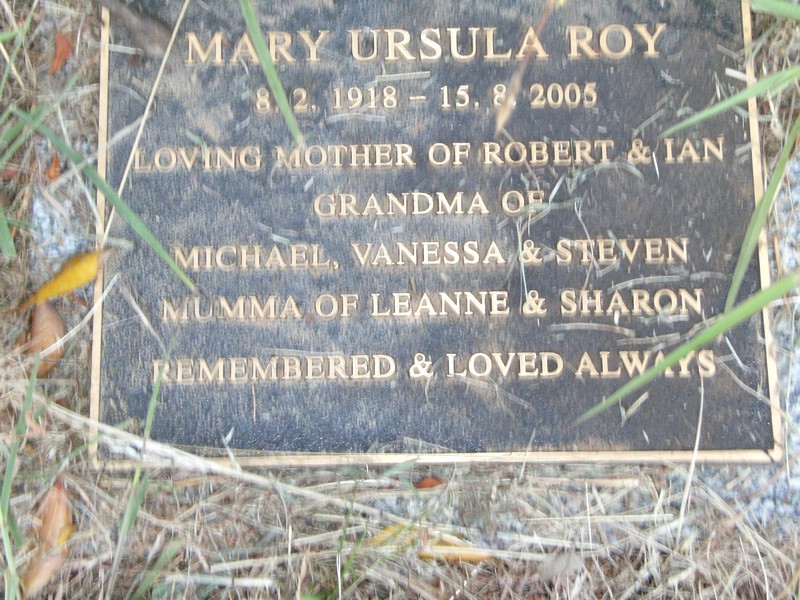 MARY URSULA ROY
8. 2. 1918 – 15. 8. 2005
LOVING MOTHER OF ROBERT & IAN
GRANDMA OF
MICHAEL, VANESSA & STEVEN
MUMMA OF LEANNE & SHARON
REMEMBERED & LOVED ALWAYS